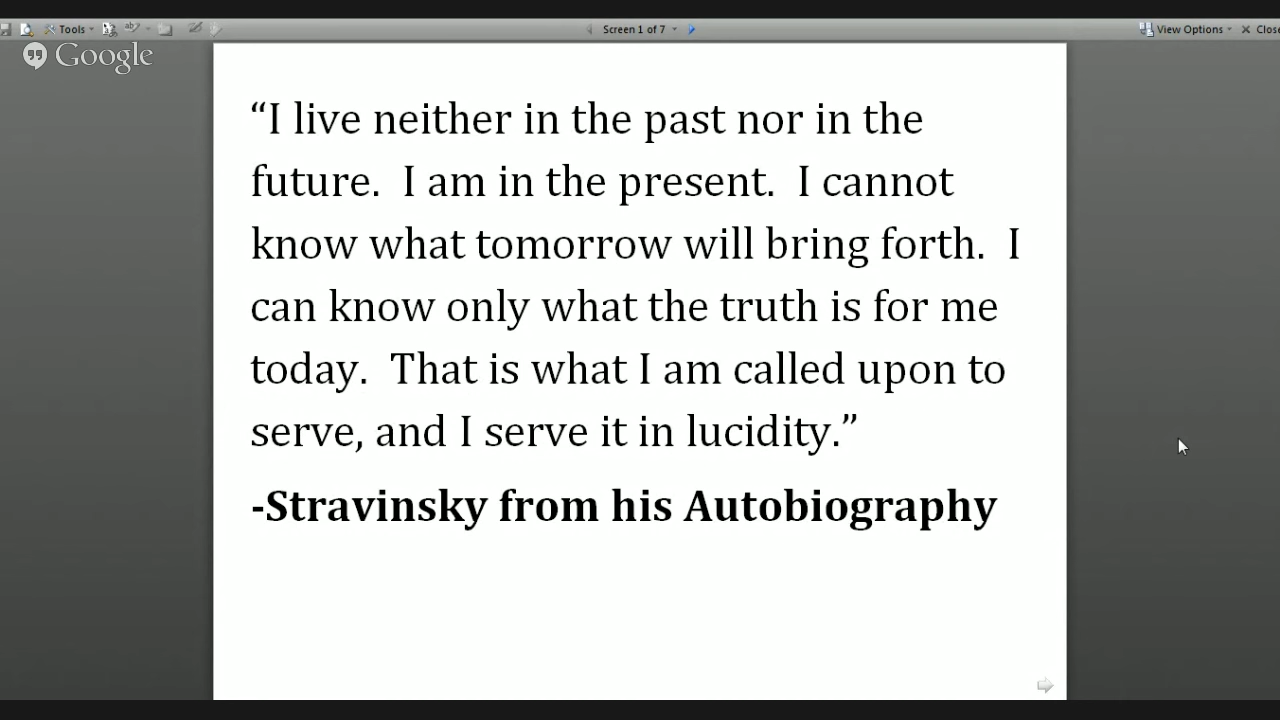 Tools
Screen 1 of 7
View Options
Clos
Google
“I live neither in the past nor in the
future.  I am in the present.  I cannot
know what tomorrow will bring forth.  I
can know only what the truth is for me
today.  That is what I am called upon to
serve, and I serve it in lucidity.”
-Stravinsky from his Autobiography